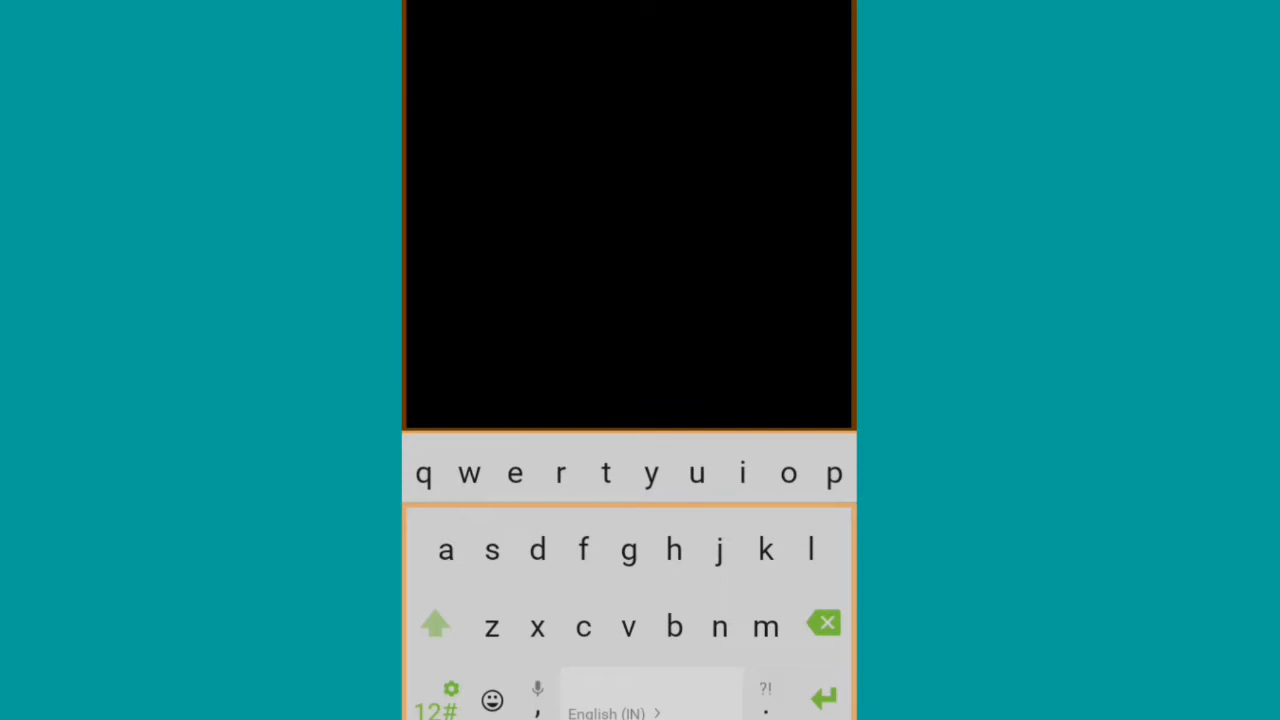 q w e r t y u i o p
a s d f g h j k l
z x c v b n m
?!
12# , English (IN) > .